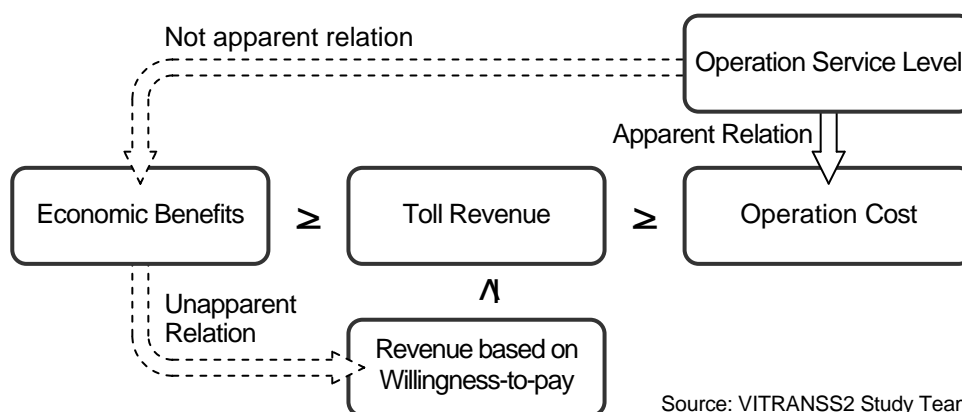 Not apparent relation
Operation Service Level
Apparent Relation
Economic Benefits
≥
Toll Revenue
≥
Operation Cost
Unapparent
Relation
≥
Revenue based on
Willingness-to-pay
Source: VITRANSS2 Study Team